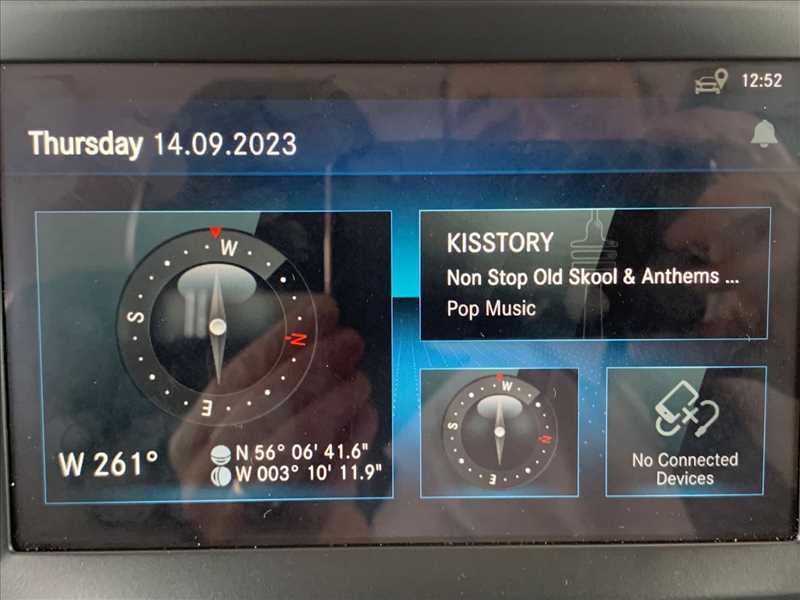 12:52
Thursday 14.09.2023
W
N
E
S
W 261°
N 56° 06' 41.6"
W 003° 10' 11.9"
KISSTORY
Non Stop Old Skool & Anthems ...
Pop Music
W
N
E
S
No Connected
Devices